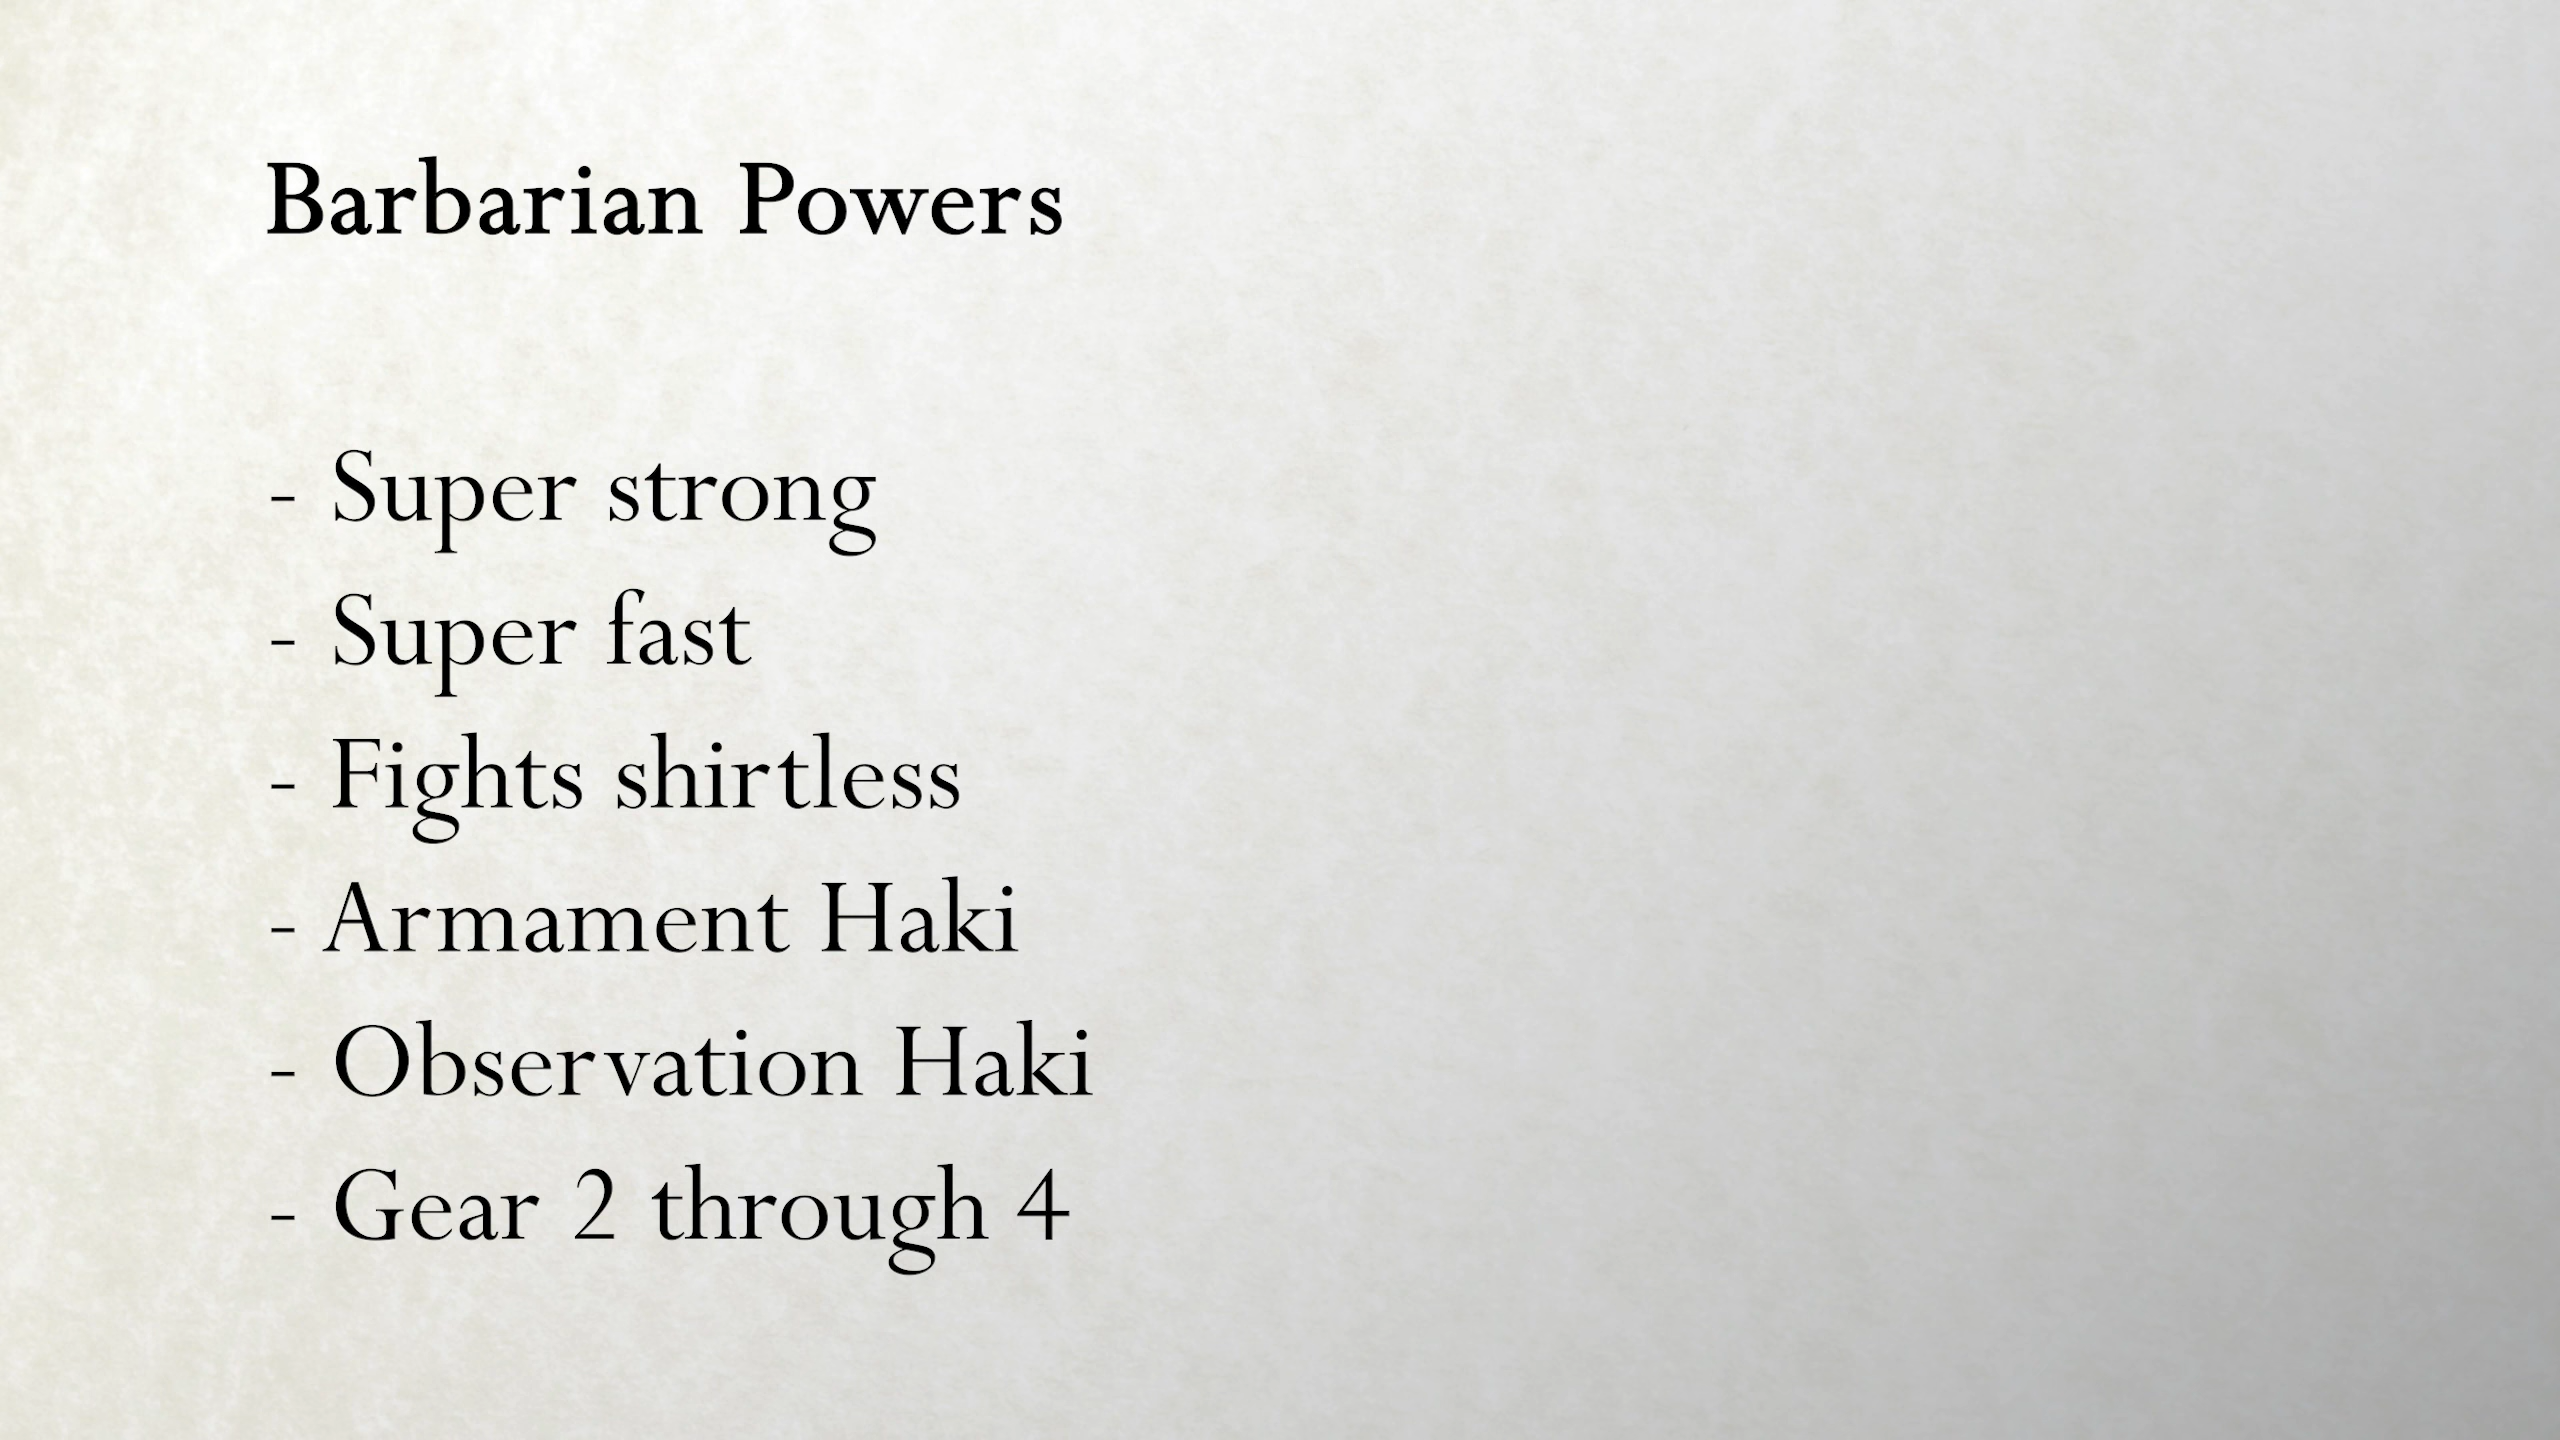 Barbarian Powers
- Super strong
- Super fast
- Fights shirtless
- Armament Haki
- Observation Haki
- Gear 2 through 4